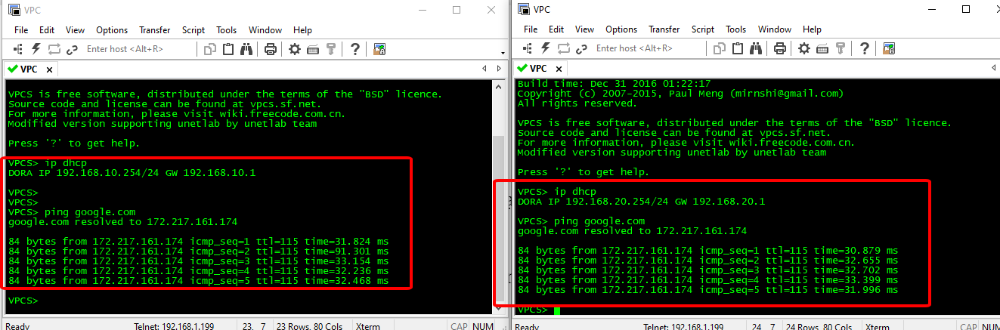 VPC
File Edit View Options Transfer Script Tools Window Help
Enter host <Alt+R>
VPC
VPCS is free software, distributed under the terms of the "BSD" licence.
Source code and license can be found at vpcs.sf.net.
For more information, please visit wiki.freecode.com.cn.
Modified version supporting unetlab by unetlab team
Press '?' to get help.
VPCS> ip dhcp
DORA IP 192.168.10.254/24 GW 192.168.10.1
VPCS>
VPCS>
VPCS> ping google.com
google.com resolved to 172.217.161.174
84 bytes from 172.217.161.174 icmp_seq=1 ttl=115 time=31.824 ms
84 bytes from 172.217.161.174 icmp_seq=2 ttl=115 time=91.301 ms
84 bytes from 172.217.161.174 icmp_seq=3 ttl=115 time=33.154 ms
84 bytes from 172.217.161.174 icmp_seq=4 ttl=115 time=32.236 ms
84 bytes from 172.217.161.174 icmp_seq=5 ttl=115 time=32.468 ms
VPCS>
Ready Telnet: 192.168.1.199 23, 7 23 Rows, 80 Cols Xterm CAP NUM
VPC
File Edit View Options Transfer Script Tools Window Help
Enter host <Alt+R>
VPC
Build time: Dec 31 2016 01:22:17
Copyright (c) 2007-2015, Paul Meng (mirnshi@gmail.com)
All rights reserved.
VPCS is free software, distributed under the terms of the "BSD" licence.
Source code and license can be found at vpcs.sf.net.
For more information, please visit wiki.freecode.com.cn.
Modified version supporting unetlab by unetlab team
Press '?' to get help.
VPCS> ip dhcp
DORA IP 192.168.20.254/24 GW 192.168.20.1
VPCS> ping google.com
google.com resolved to 172.217.161.174
84 bytes from 172.217.161.174 icmp_seq=1 ttl=115 time=30.879 ms
84 bytes from 172.217.161.174 icmp_seq=2 ttl=115 time=32.655 ms
84 bytes from 172.217.161.174 icmp_seq=3 ttl=115 time=32.702 ms
84 bytes from 172.217.161.174 icmp_seq=4 ttl=115 time=33.399 ms
84 bytes from 172.217.161.174 icmp_seq=5 ttl=115 time=31.996 ms
VPCS>
Ready Telnet: 192.168.1.199 24, 7 24 Rows, 80 Cols Xterm CAP NUM